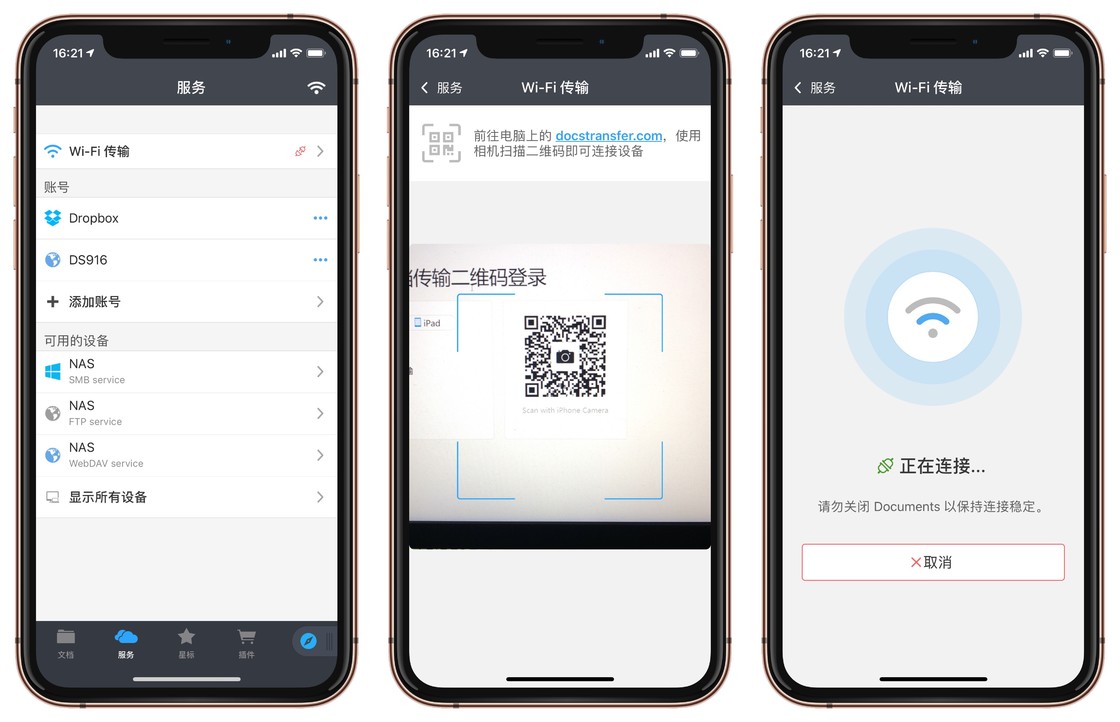 16:21
服务
Wi-Fi 传输
账号
Dropbox
DS916
添加账号
可用的设备
NAS
SMB service
NAS
FTP service
NAS
WebDAV service
显示所有设备
文档
服务
星标
插件
16:21
服务
Wi-Fi 传输
前往电脑上的 docstransfer.com，使用
相机扫描二维码即可连接设备
传输二维码登录
iPad
Scan with iPhone Camera
16:21
服务
Wi-Fi 传输
正在连接...
请勿关闭 Documents 以保持连接稳定。
取消